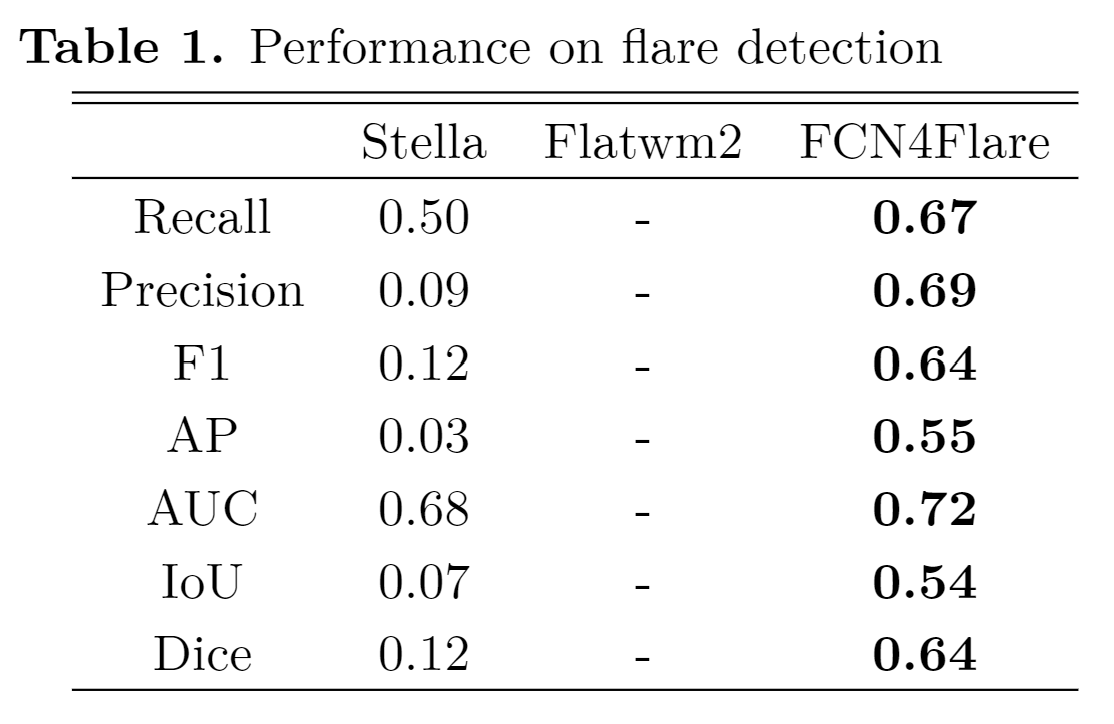 Table 1. Performance on flare detection
Stella Flatwm2 FCN4Flare
Recall 0.50 - 0.67
Precision 0.09 - 0.69
F1 0.12 - 0.64
AP 0.03 - 0.55
AUC 0.68 - 0.72
IoU 0.07 - 0.54
Dice 0.12 - 0.64